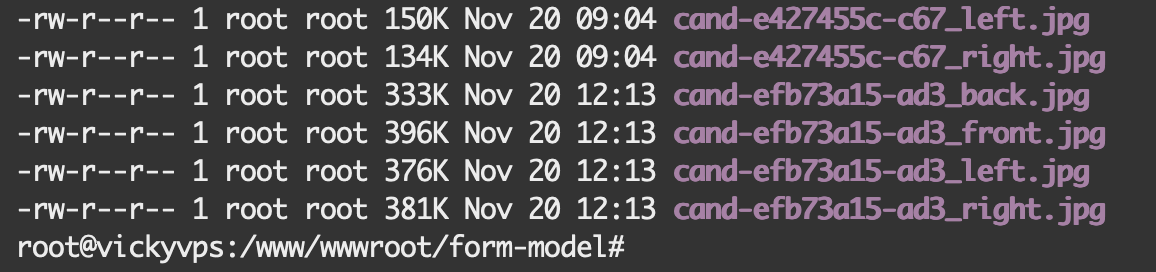 -rw-r--r-- 1 root root 150K Nov 20 09:04 cand-e427455c-c67_left.jpg
-rw-r--r-- 1 root root 134K Nov 20 09:04 cand-e427455c-c67_right.jpg
-rw-r--r-- 1 root root 333K Nov 20 12:13 cand-efb73a15-ad3_back.jpg
-rw-r--r-- 1 root root 396K Nov 20 12:13 cand-efb73a15-ad3_front.jpg
-rw-r--r-- 1 root root 376K Nov 20 12:13 cand-efb73a15-ad3_left.jpg
-rw-r--r-- 1 root root 381K Nov 20 12:13 cand-efb73a15-ad3_right.jpg
root@vickyvps:/www/wwwroot/form-model#